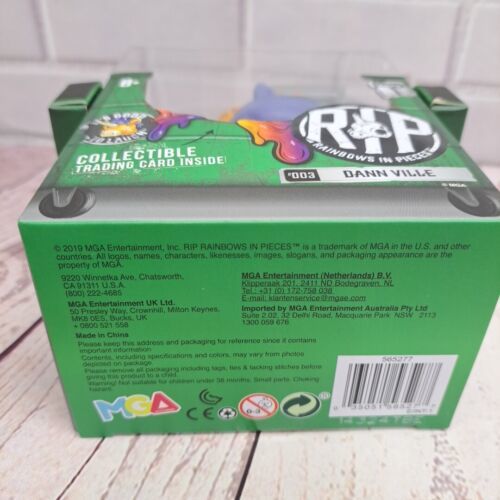 COLLECTIBLE
TRADING CARD INSIDE
RIP
RAINBOWS IN PIECES
#003 DANN VILLE
© MGA
© 2019 MGA Entertainment, Inc. RIP RAINBOWS IN PIECES™ is a trademark of MGA in the U.S. and other
countries. All logos, names, characters, likenesses, images, slogans, and packaging appearance are the
property of MGA.
9220 Winnetka Ave, Chatsworth,
CA 91311 U.S.A.
(800) 222-4685
MGA Entertainment UK Ltd.
50 Presley Way, Crownhill, Milton Keynes,
MK8 0ES, Bucks, UK
+ 0800 521 558
Made in China
MGA Entertainment (Netherlands) B.V.
Klipperaak 201, 2411 ND Bodegraven, NL
Tel.: +31 (0) 172-758 038
E-mail: klantenservice@mgae.com
Imported by MGA Entertainment Australia Pty Ltd
Suite 2.02, 32 Delhi Road, Macquarie Park NSW 2113
1300 059 676
Please keep this address and packaging for reference since it contains
important information.
Contents, including specifications and colors, may vary from photos
depicted on package.
Please remove all packaging including tags, ties & tacking stitches before
giving this product to a child.
Warning! Not suitable for children under 36 months. Small parts. Choking
hazard.
MGA
CE
0-3
565277